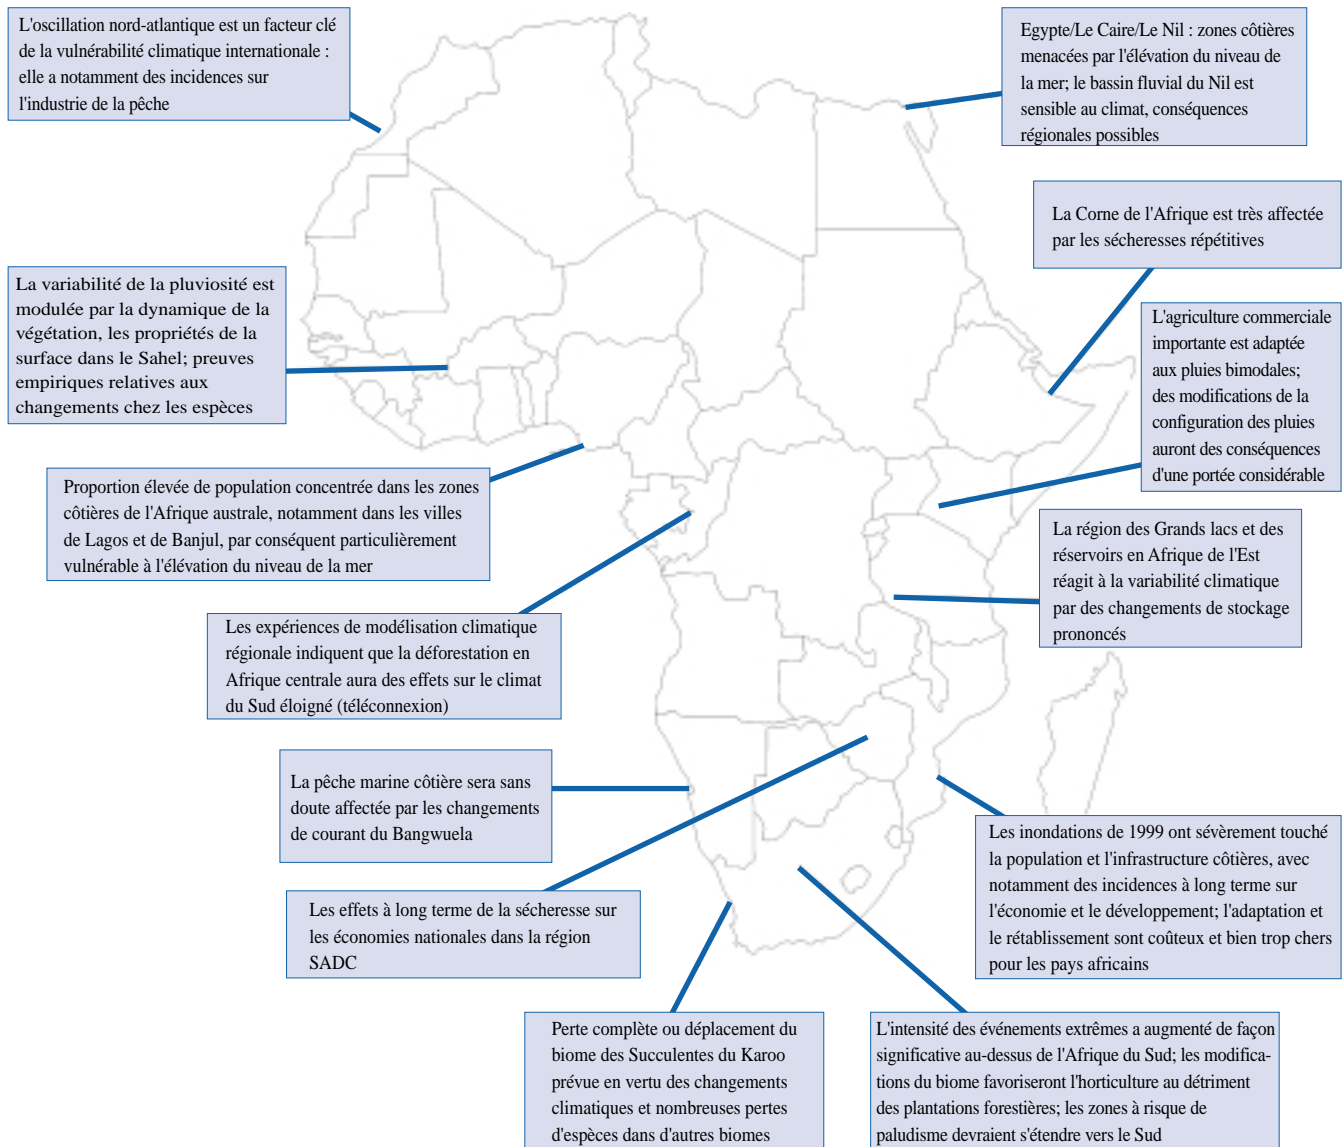 L'oscillation nord-atlantique est un facteur clé
de la vulnérabilité climatique internationale :
elle a notamment des incidences sur
l'industrie de la pêche
Egypte/Le Caire/Le Nil : zones côtières
menacées par l'élévation du niveau de
la mer; le bassin fluvial du Nil est
sensible au climat, conséquences
régionales possibles
La Corne de l'Afrique est très affectée
par les sécheresses répétitives
La variabilité de la pluviosité est
modulée par la dynamique de la
végétation, les propriétés de la
surface dans le Sahel; preuves
empiriques relatives aux
changements chez les espèces
L'agriculture commerciale
importante est adaptée
aux pluies bimodales;
des modifications de la
configuration des pluies
auront des conséquences
d'une portée considérable
Proportion élevée de population concentrée dans les zones
côtières de l'Afrique australe, notamment dans les villes
de Lagos et de Banjul, par conséquent particulièrement
vulnérable à l'élévation du niveau de la mer
La région des Grands lacs et des
réservoirs en Afrique de l'Est
réagit à la variabilité climatique
par des changements de stockage
prononcés
Les expériences de modélisation climatique
régionale indiquent que la déforestation en
Afrique centrale aura des effets sur le climat
du Sud éloigné (téléconnexion)
La pêche marine côtière sera sans
doute affectée par les changements
de courant du Bangwuela
Les inondations de 1999 ont sévèrement touché
la population et l'infrastructure côtières, avec
notamment des incidences à long terme sur
l'économie et le développement; l'adaptation et
le rétablissement sont coûteux et bien trop chers
pour les pays africains
Les effets à long terme de la sécheresse sur
les économies nationales dans la région
SADC
Perte complète ou déplacement du
biome des Succulentes du Karoo
prévue en vertu des changements
climatiques et nombreuses pertes
d'espèces dans d'autres biomes
L'intensité des événements extrêmes a augmenté de façon
significative au-dessus de l'Afrique du Sud; les modifica-
tions du biome favoriseront l'horticulture au détriment
des plantations forestières; les zones à risque de
paludisme devraient s'étendre vers le Sud